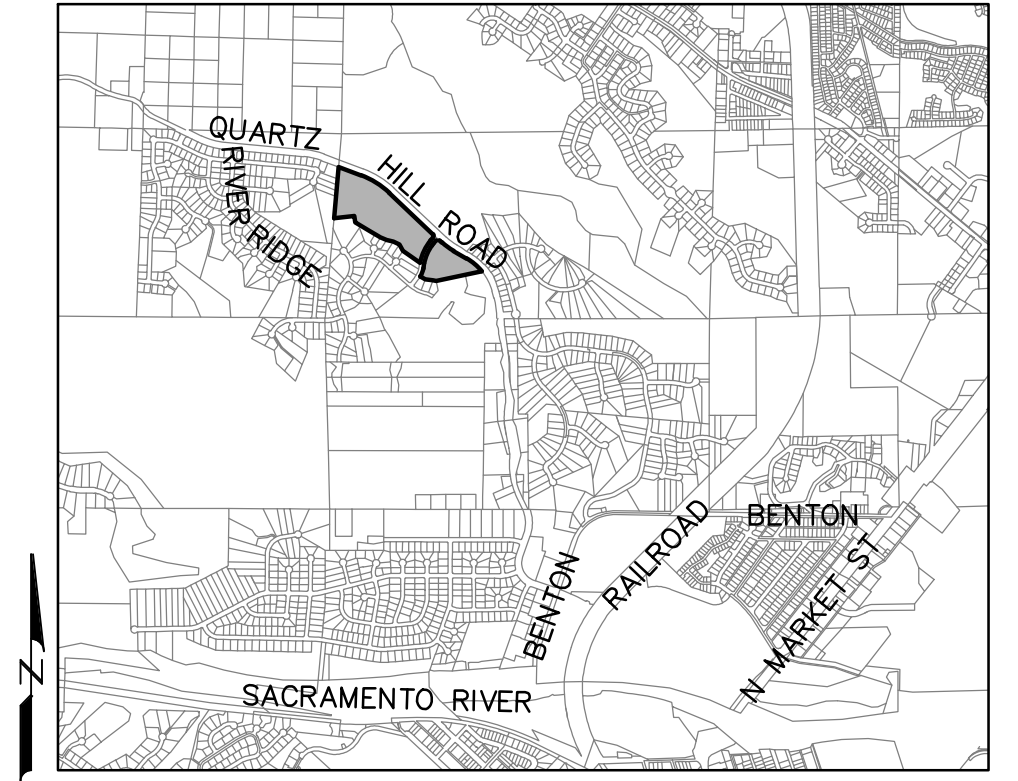 QUARTZ
HILL ROAD
RIVER RIDGE
BENTON
RAILROAD
BENTON
N MARKET ST
SACRAMENTO RIVER
N